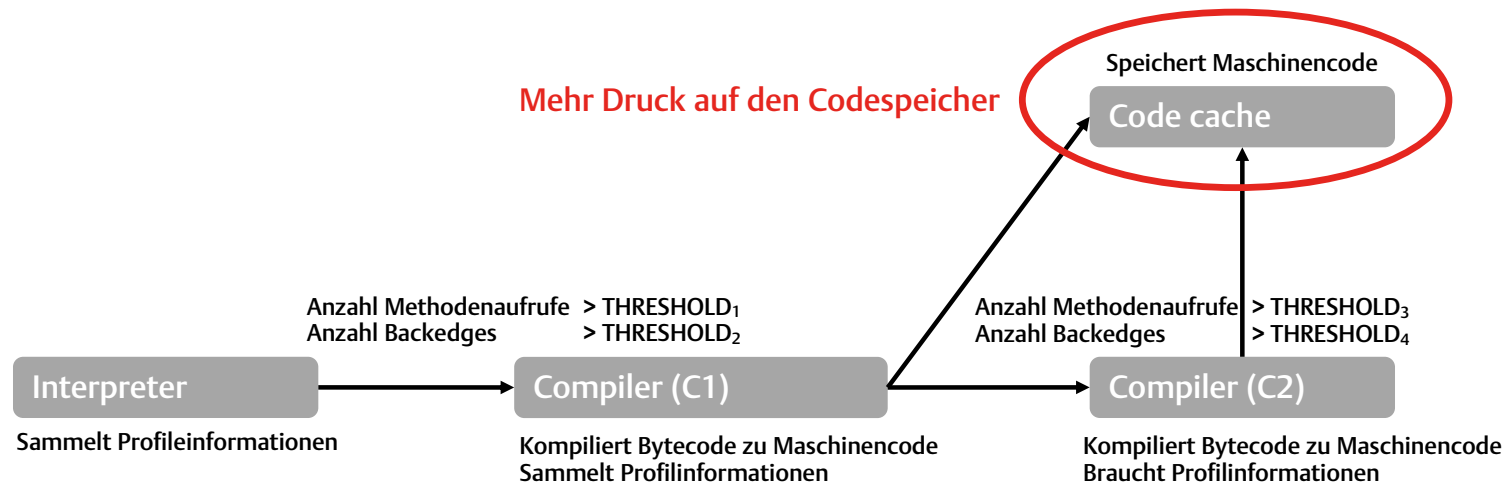 Speichert Maschinencode
Mehr Druck auf den Codespeicher
Code cache
Anzahl Methodenaufrufe > THRESHOLD₁
Anzahl Backedges > THRESHOLD₂
Anzahl Methodenaufrufe > THRESHOLD₃
Anzahl Backedges > THRESHOLD₄
Interpreter
Compiler (C1)
Compiler (C2)
Sammelt Profileinformationen
Kompiliert Bytecode zu Maschinencode
Sammelt Profilinformationen
Kompiliert Bytecode zu Maschinencode
Braucht Profilinformationen